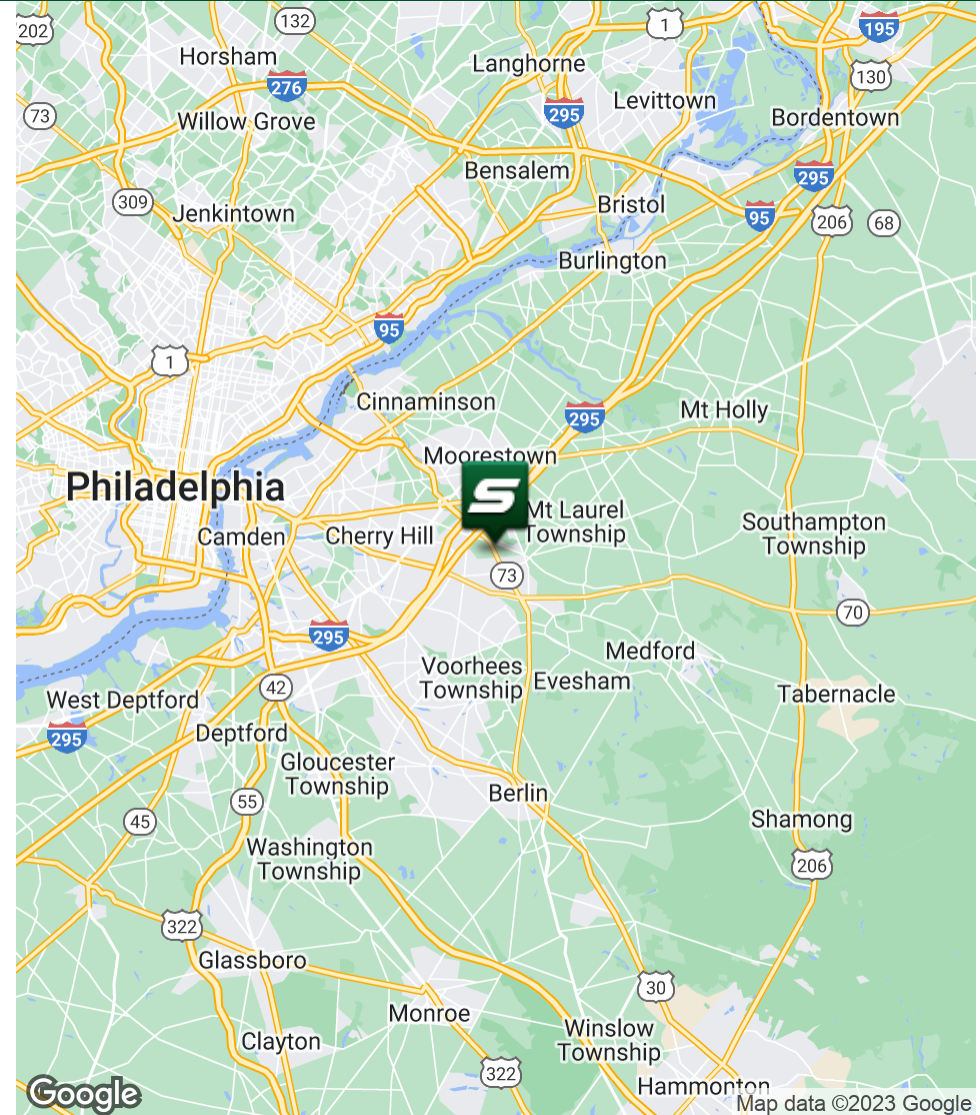 202
132
1
195
Horsham
Langhorne
276
130
Levittown
73
295
Willow Grove
Bordentown
Bensalem
295
309
Jenkintown
Bristol
95
206
68
Burlington
95
1
Cinnaminson
Mt Holly
295
Moorestown
Philadelphia
S
Mt Laurel
Township
Camden
Cherry Hill
Southampton
Township
73
70
295
Medford
Voorhees
Township
Evesham
42
West Deptford
Tabernacle
295
Deptford
Gloucester
Township
Berlin
55
45
Shamong
Washington
Township
206
322
Glassboro
30
Monroe
Winslow
Township
Clayton
322
Hammonton
Google
Map data ©2023 Google